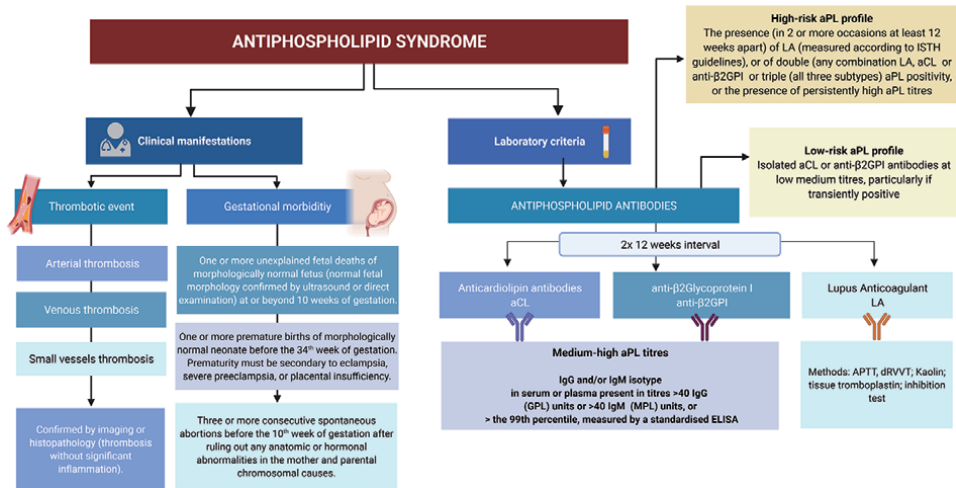 ANTIPHOSPHOLIPID SYNDROME
High-risk aPL profile
The presence (in 2 or more occasions at least 12
weeks apart) of LA (measured according to ISTH
guidelines), or of double (any combination LA, aCL or
anti-β2GPI or triple (all three subtypes) aPL positivity,
or the presence of persistently high aPL titres
Clinical manifestations
Laboratory criteria
Low-risk aPL profile
Isolated aCL or anti-β2GPI antibodies at
low medium titres, particularly if
transiently positive
Thrombotic event
Gestational morbiditiy
ANTIPHOSPHOLIPID ANTIBODIES
2x 12 weeks interval
Arterial thrombosis
Venous thrombosis
Small vessels thrombosis
Confirmed by imaging or
histopathology (thrombosis
without significant
inflammation).
One or more unexplained fetal deaths of
morphologically normal fetus (normal fetal
morphology confirmed by ultrasound or direct
examination) at or beyond 10 weeks of gestation.
One or more premature births of morphologically
normal neonate before the 34th week of gestation.
Prematurity must be secondary to eclampsia,
severe preeclampsia, or placental insufficiency.
Three or more consecutive spontaneous
abortions before the 10th week of gestation after
ruling out any anatomic or hormonal
abnormalities in the mother and parental
chromosomal causes.
Anticardiolipin antibodies
aCL
anti-β2Glycoprotein I
anti-β2GPI
Lupus Anticoagulant
LA
Medium-high aPL titres
IgG and/or IgM isotype
in serum or plasma present in titres >40 IgG
(GPL) units or >40 IgM (MPL) units, or
> the 99th percentile, measured by a standardised ELISA
Methods: APTT, dRVVT; Kaolin;
tissue tromboplastin; inhibition
test